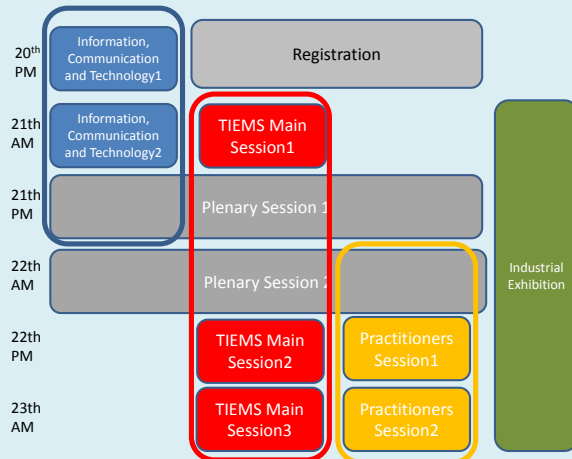 20th
PM
Information,
Communication
and Technology1
Registration
21th
AM
Information,
Communication
and Technology2
TIEMS Main
Session1
21th
PM
Plenary Session 1
22th
AM
Plenary Session 2
Industrial
Exhibition
22th
PM
TIEMS Main
Session2
Practitioners
Session1
23th
AM
TIEMS Main
Session3
Practitioners
Session2